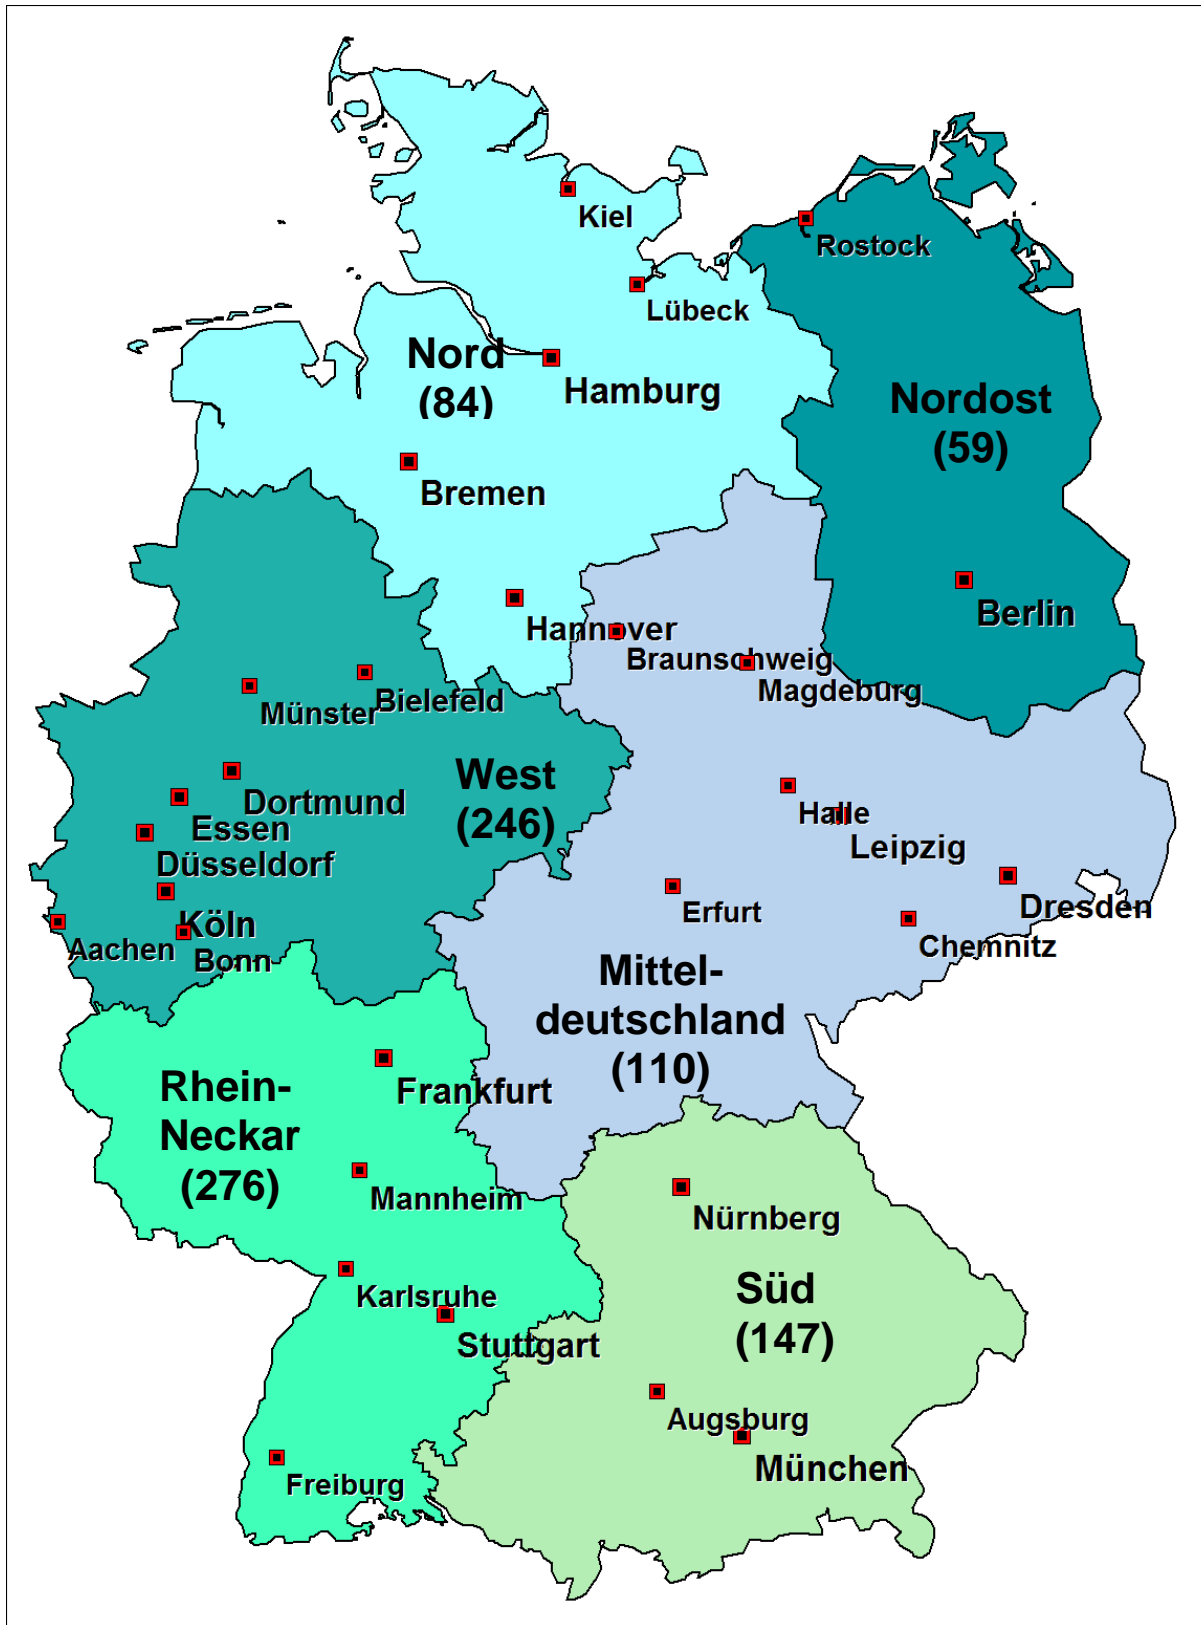 Kiel
Rostock
Lübeck
Nord
(84)
Hamburg
Nordost
(59)
Bremen
Berlin
Hannover
Braunschweig
Magdeburg
Bielefeld
Münster
West
(246)
Dortmund
Essen
Düsseldorf
Halle
Leipzig
Köln
Aachen
Bonn
Erfurt
Dresden
Chemnitz
Mittel-
deutschland
(110)
Rhein-
Neckar
(276)
Frankfurt
Mannheim
Nürnberg
Karlsruhe
Stuttgart
Süd
(147)
Augsburg
München
Freiburg